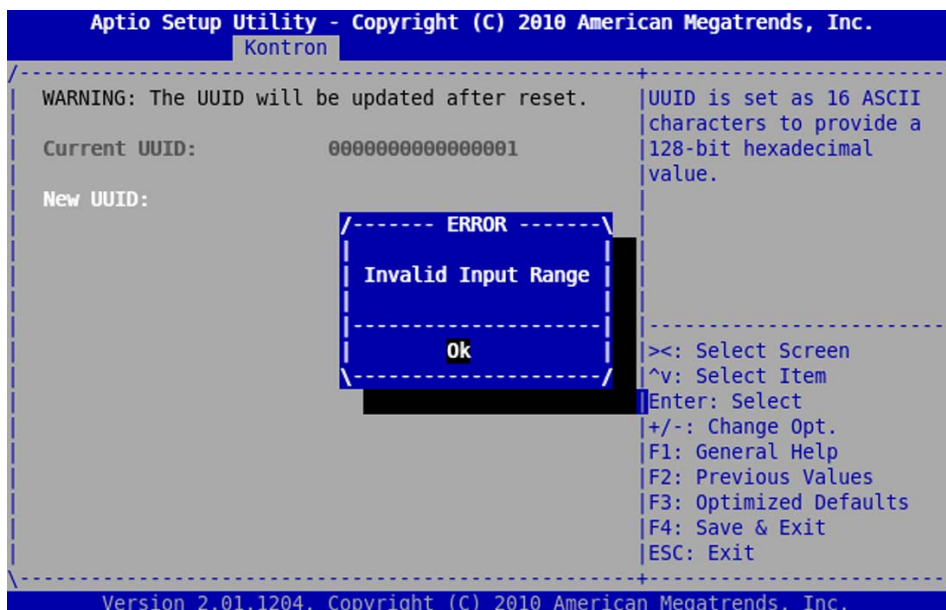 Aptio Setup Utility - Copyright (C) 2010 American Megatrends, Inc.
Kontron
WARNING: The UUID will be updated after reset.
Current UUID: 0000000000000001
New UUID:
ERROR
Invalid Input Range
Ok
UUID is set as 16 ASCII
characters to provide a
128-bit hexadecimal
value.
><: Select Screen
^v: Select Item
Enter: Select
+/-: Change Opt.
F1: General Help
F2: Previous Values
F3: Optimized Defaults
F4: Save & Exit
ESC: Exit
Version 2.01.1204. Copyright (C) 2010 American Megatrends, Inc.